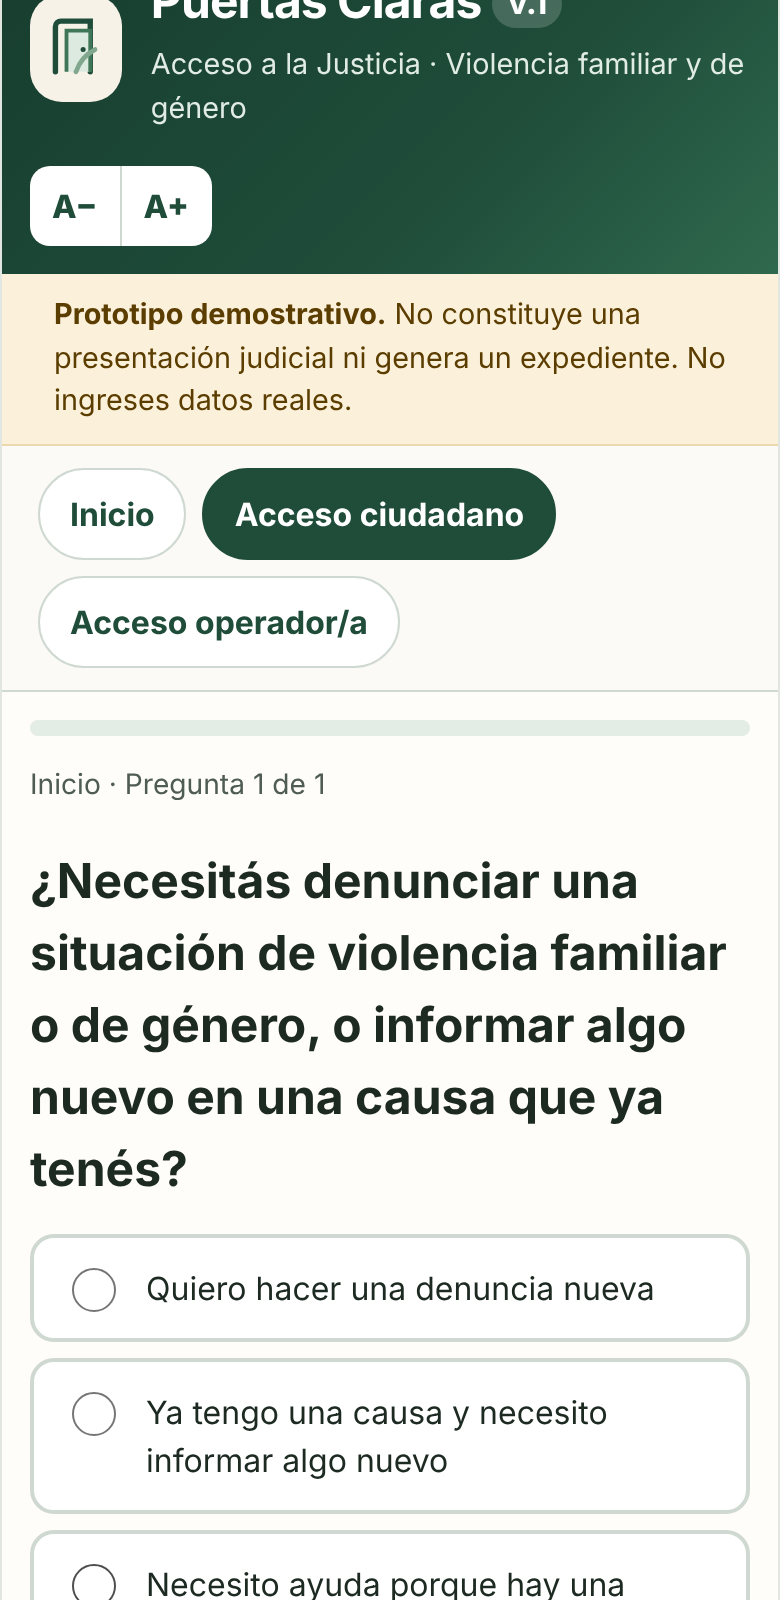 Puertas Claras v.1
Acceso a la Justicia · Violencia familiar y de
género
A− A+
Prototipo demostrativo. No constituye una
presentación judicial ni genera un expediente. No
ingreses datos reales.
Inicio Acceso ciudadano
Acceso operador/a
Inicio · Pregunta 1 de 1
¿Necesitás denunciar una
situación de violencia familiar
o de género, o informar algo
nuevo en una causa que ya
tenés?
Quiero hacer una denuncia nueva
Ya tengo una causa y necesito
informar algo nuevo
Necesito ayuda porque hay una